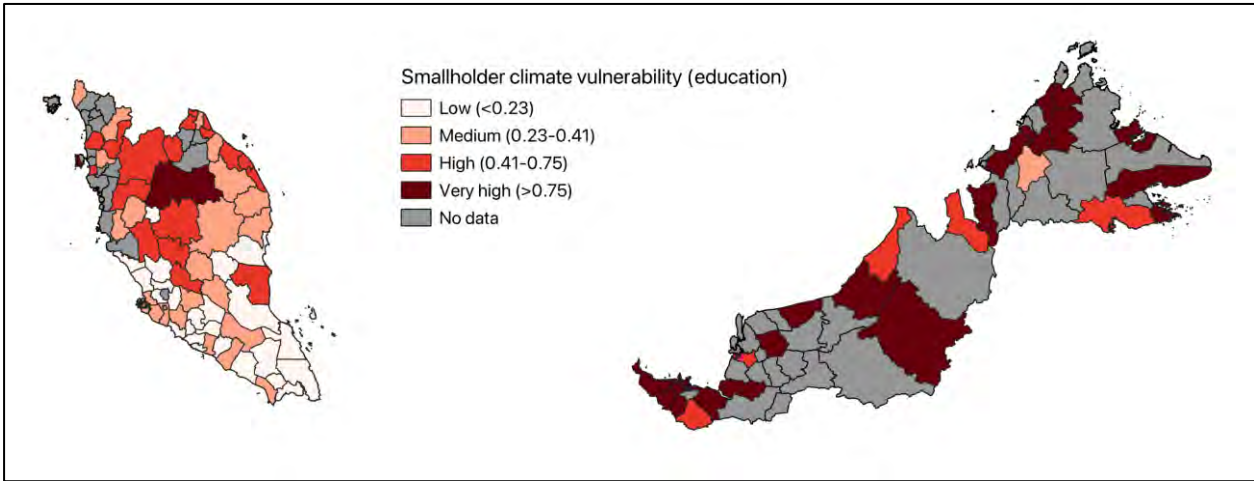 Smallholder climate vulnerability (education)
Low (<0.23)
Medium (0.23-0.41)
High (0.41-0.75)
Very high (>0.75)
No data